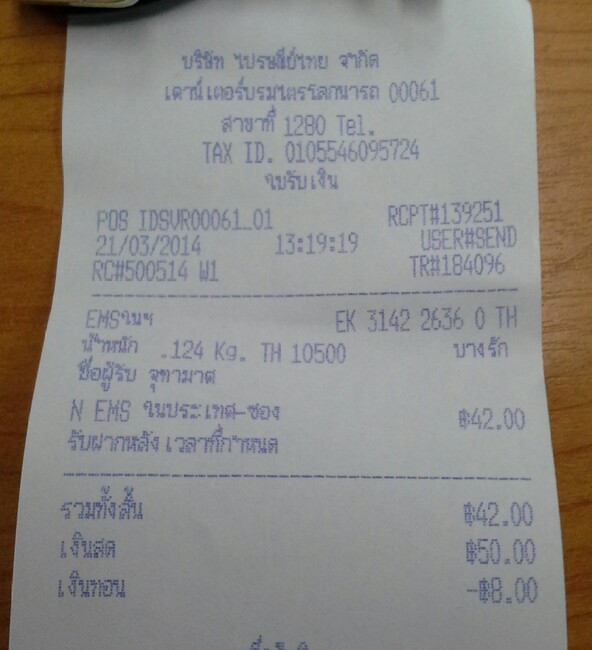 บริษัท ไปรษณีย์ไทย จำกัด
เคาน์เตอร์บรมไตรโลกนารถ 00061
สาขาที่ 1280 Tel.
TAX ID. 0105546095724
ใบรับเงิน
POS IDSVR00061_01 RCPT#139251
21/03/2014 13:19:19 USER#SEND
RC#500514 W1 TR#184096
EMSในฯ EK 3142 2636 0 TH
น้ำหนัก .124 Kg. TH 10500 บางรัก
ชื่อผู้รับ จุฑามาศ
N EMS ในประเทศ-ซอง ฿42.00
รับฝากหลัง เวลาที่กำหนด
รวมทั้งสิ้น ฿42.00
เงินสด ฿50.00
เงินทอน -฿8.00